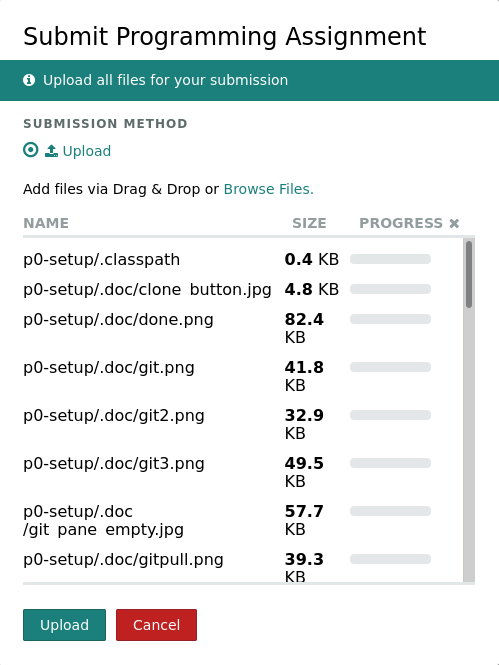 Submit Programming Assignment
Upload all files for your submission
SUBMISSION METHOD
Upload
Add files via Drag & Drop or Browse Files.
NAME SIZE PROGRESS ×
p0-setup/.classpath 0.4 KB
p0-setup/.doc/clone_button.jpg 4.8 KB
p0-setup/.doc/done.png 82.4
KB
p0-setup/.doc/git.png 41.8
KB
p0-setup/.doc/git2.png 32.9
KB
p0-setup/.doc/git3.png 49.5
KB
p0-setup/.doc 57.7
/git_pane_empty.jpg KB
p0-setup/.doc/gitpull.png 39.3
KB
Upload Cancel